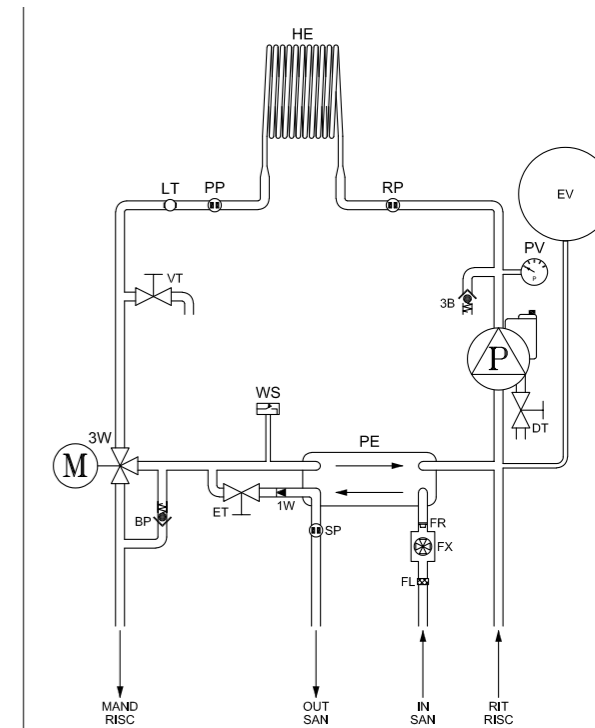 HE
LT
PP
RP
EV
PV
P
VT
3B
P
DT
WS
3W
M
PE
BP
ET
1W
SP
FR
FX
FL
MAND
RISC
OUT
SAN
IN
SAN
RIT
RISC